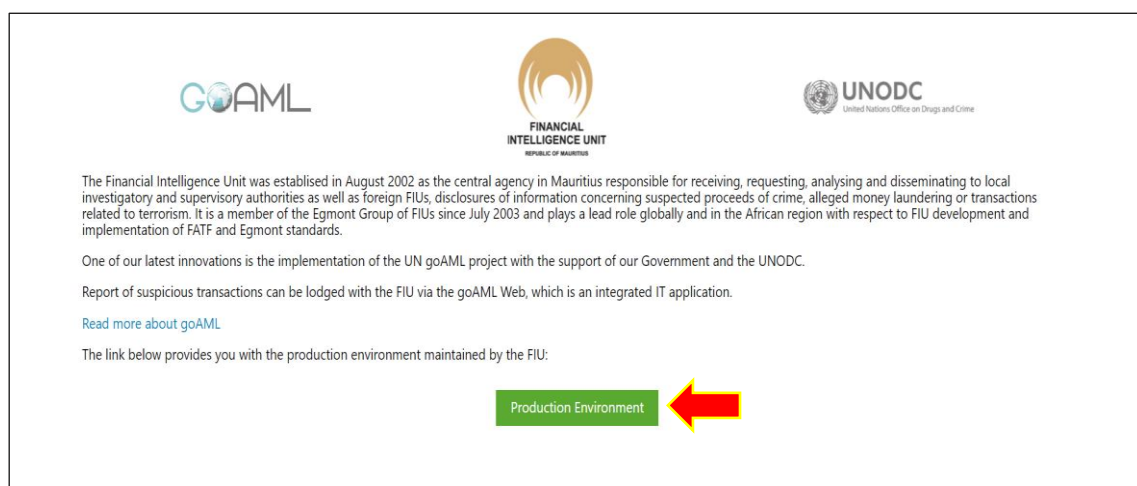 GOAML
FINANCIAL
INTELLIGENCE UNIT
REPUBLIC OF MAURITIUS
UNODC
United Nations Office on Drugs and Crime
The Financial Intelligence Unit was establised in August 2002 as the central agency in Mauritius responsible for receiving, requesting, analysing and disseminating to local
investigatory and supervisory authorities as well as foreign FIUs, disclosures of information concerning suspected proceeds of crime, alleged money laundering or transactions
related to terrorism. It is a member of the Egmont Group of FIUs since July 2003 and plays a lead role globally and in the African region with respect to FIU development and
implementation of FATF and Egmont standards.
One of our latest innovations is the implementation of the UN goAML project with the support of our Government and the UNODC.
Report of suspicious transactions can be lodged with the FIU via the goAML Web, which is an integrated IT application.
Read more about goAML
The link below provides you with the production environment maintained by the FIU:
Production Environment